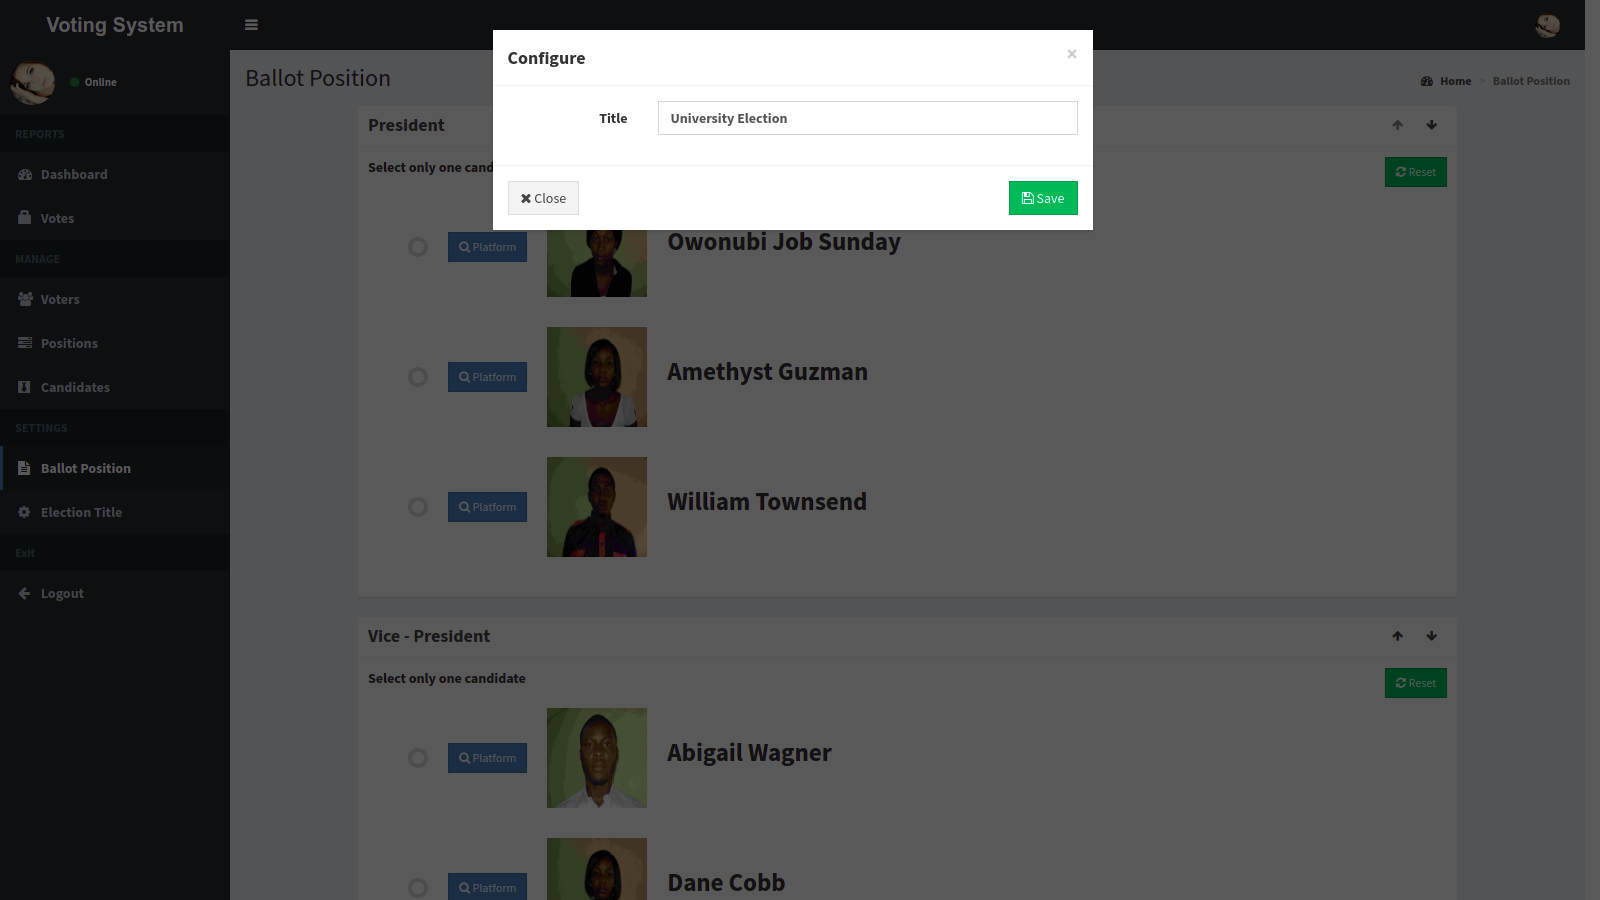 Voting System
Online
REPORTS
Dashboard
Votes
MANAGE
Voters
Positions
Candidates
SETTINGS
Ballot Position
Election Title
Exit
Logout
Ballot Position
Home > Ballot Position
Configure
×
Title
University Election
Close
Save
President
Select only one cand
Reset
Platform
Owonubi Job Sunday
Platform
Amethyst Guzman
Platform
William Townsend
Vice - President
Select only one candidate
Reset
Platform
Abigail Wagner
Platform
Dane Cobb